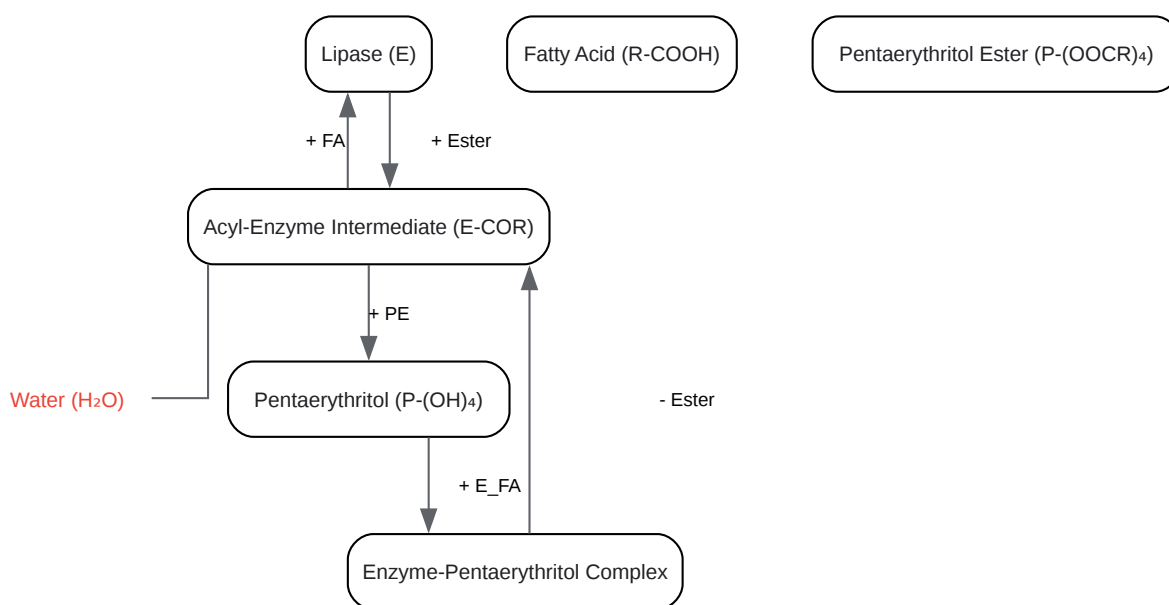 Lipase (E)
Fatty Acid (R-COOH)
Pentaerythritol Ester (P-(OOCR)₄)
+ FA
+ Ester
Acyl-Enzyme Intermediate (E-COR)
+ PE
Water (H₂O)
Pentaerythritol (P-(OH)₄)
- Ester
+ E_FA
Enzyme-Pentaerythritol Complex